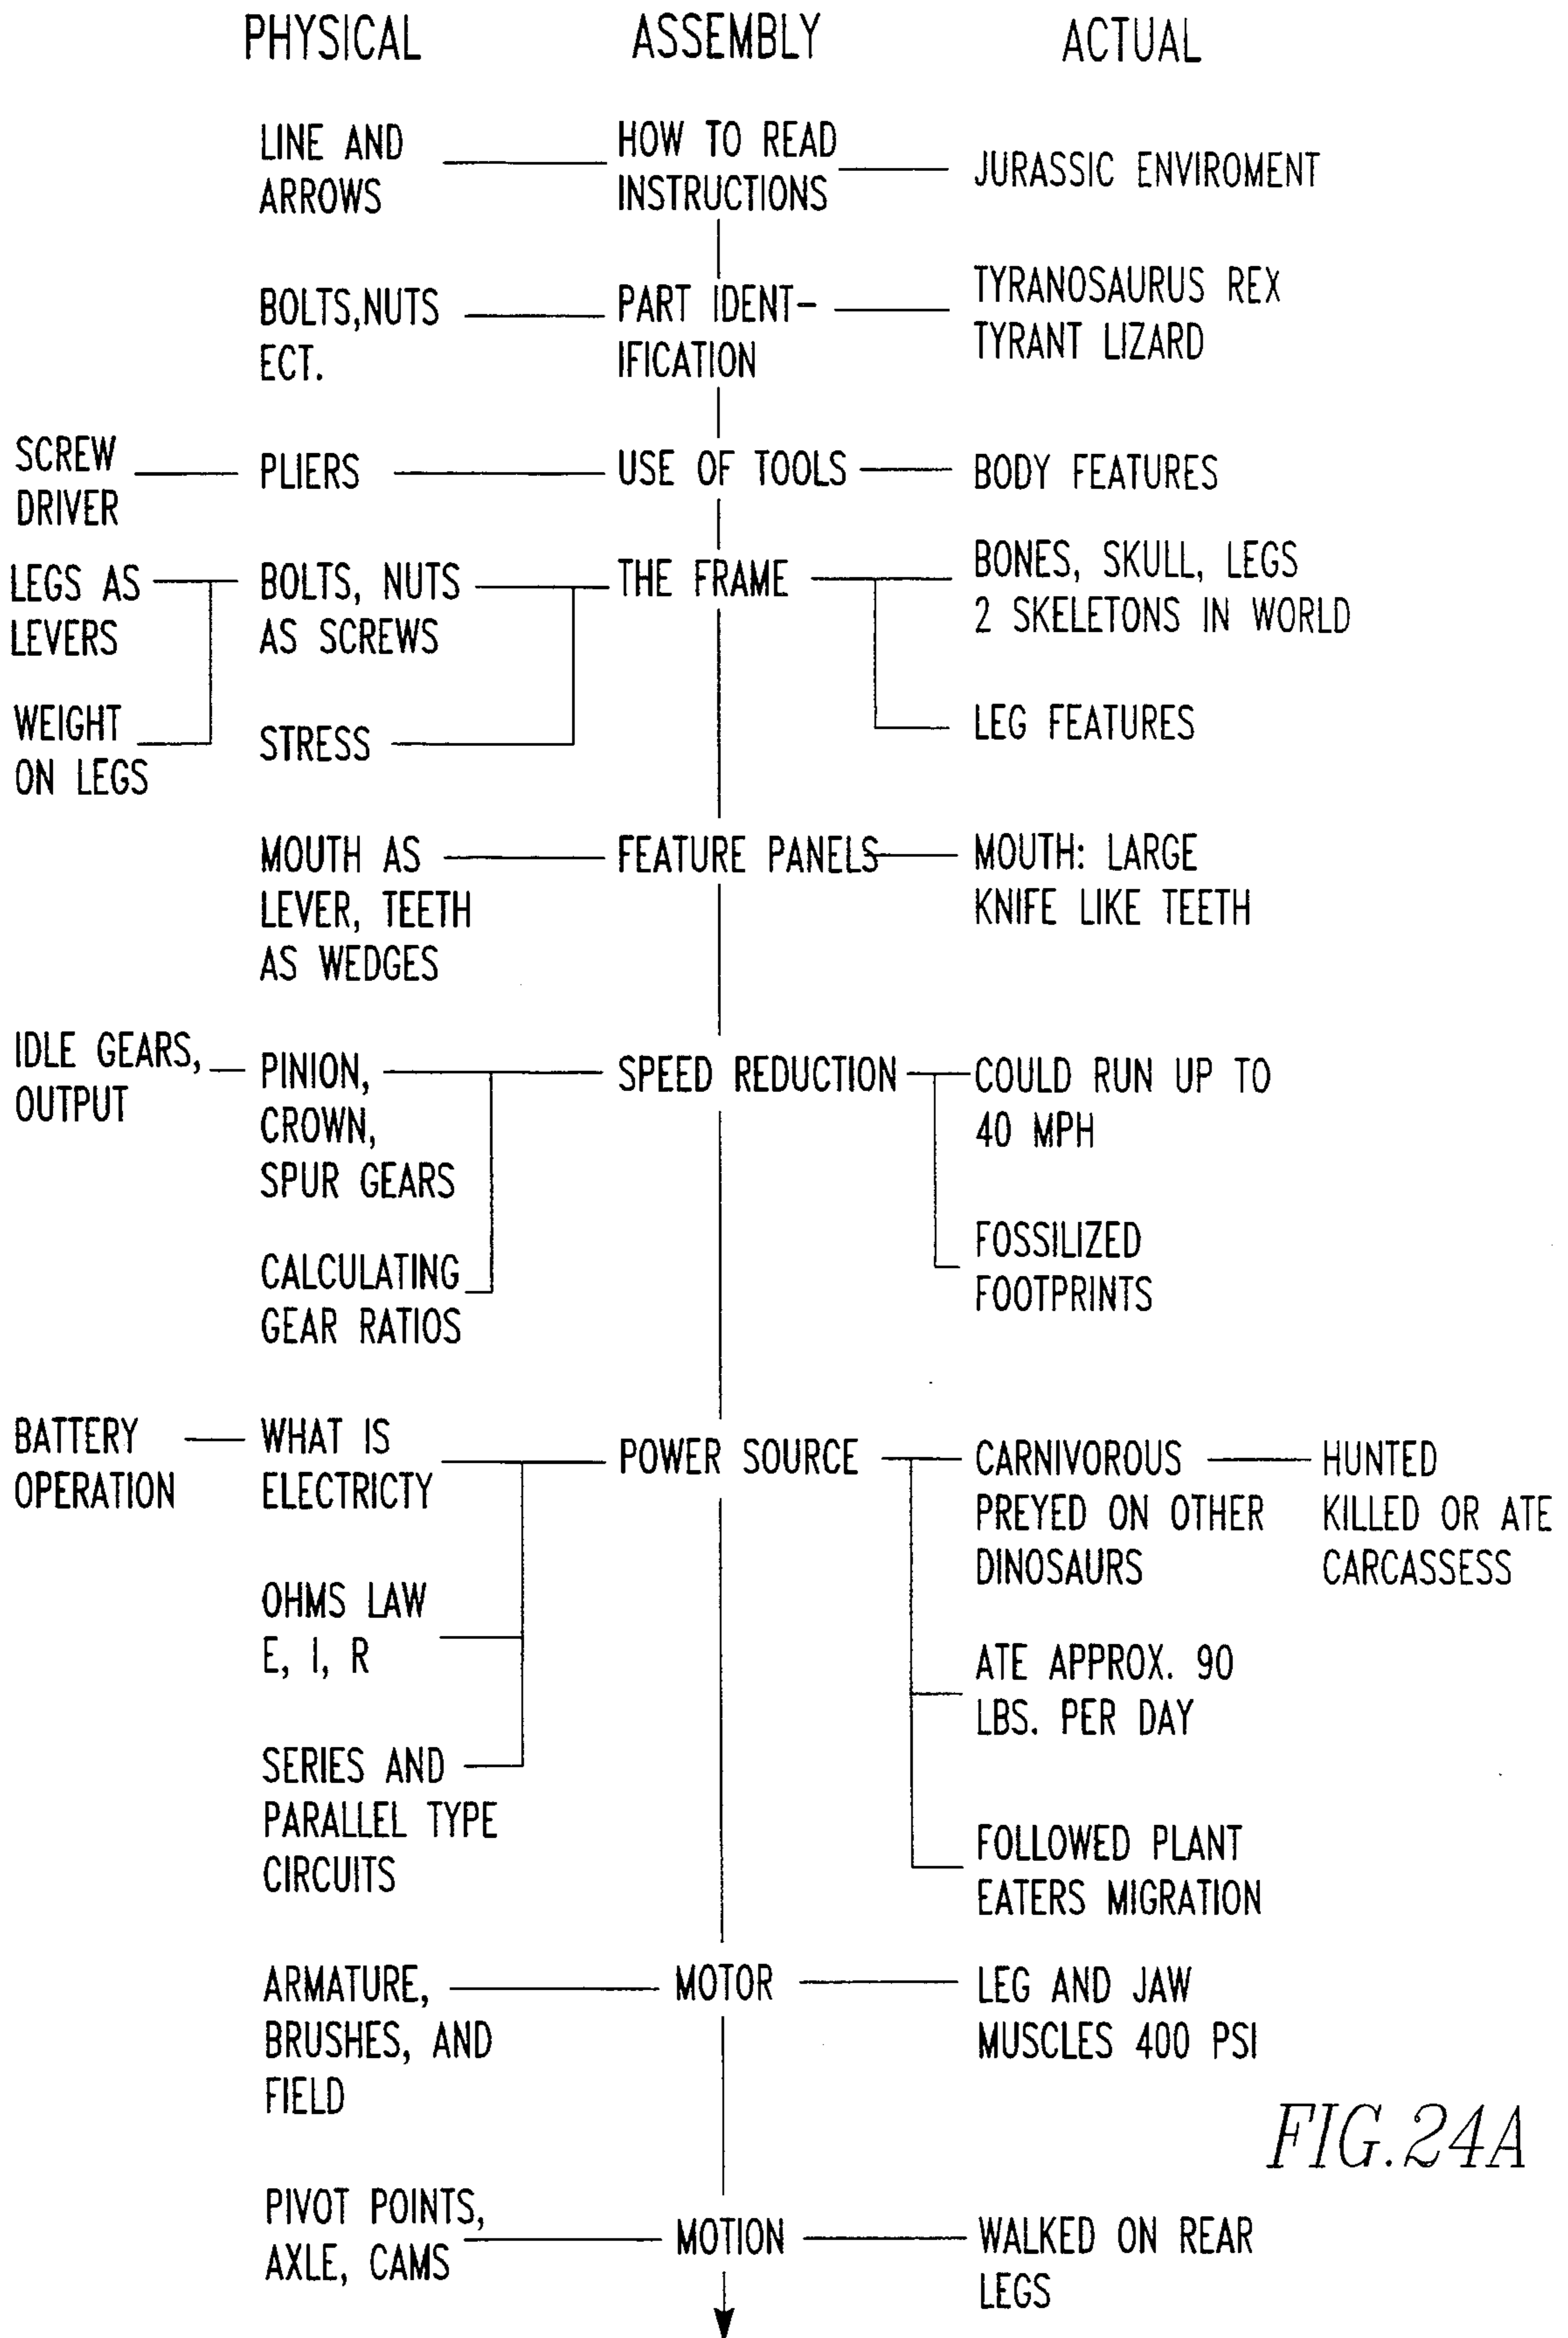 PHYSICAL ASSEMBLY ACTUAL
LINE AND
ARROWS
HOW TO READ
INSTRUCTIONS
JURASSIC ENVIROMENT
BOLTS,NUTS
ECT.
PART IDENT-
IFICATION
TYRANOSAURUS REX
TYRANT LIZARD
SCREW
DRIVER
PLIERS
USE OF TOOLS
BODY FEATURES
LEGS AS
LEVERS
BOLTS, NUTS
AS SCREWS
THE FRAME
BONES, SKULL, LEGS
2 SKELETONS IN WORLD
WEIGHT
ON LEGS
STRESS
LEG FEATURES
MOUTH AS
LEVER, TEETH
AS WEDGES
FEATURE PANELS
MOUTH: LARGE
KNIFE LIKE TEETH
IDLE GEARS,
OUTPUT
PINION,
CROWN,
SPUR GEARS
SPEED REDUCTION
COULD RUN UP TO
40 MPH
CALCULATING
GEAR RATIOS
FOSSILIZED
FOOTPRINTS
BATTERY
OPERATION
WHAT IS
ELECTRICTY
POWER SOURCE
CARNIVOROUS
PREYED ON OTHER
DINOSAURS
HUNTED
KILLED OR ATE
CARCASSESS
OHMS LAW
E, I, R
ATE APPROX. 90
LBS. PER DAY
SERIES AND
PARALLEL TYPE
CIRCUITS
FOLLOWED PLANT
EATERS MIGRATION
ARMATURE,
BRUSHES, AND
FIELD
MOTOR
LEG AND JAW
MUSCLES 400 PSI
PIVOT POINTS,
AXLE, CAMS
MOTION
WALKED ON REAR
LEGS
FIG.24A